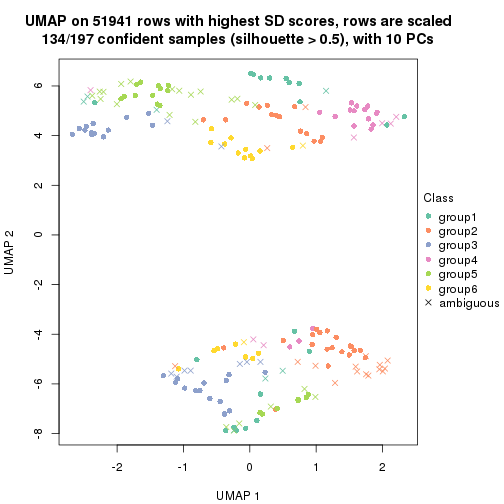 UMAP on 51941 rows with highest SD scores, rows are scaled
134/197 confident samples (silhouette > 0.5), with 10 PCs
6
4
2
0
-2
-4
-6
-8
UMAP 2
-2
-1
0
1
2
UMAP 1
Class
group1
group2
group3
group4
group5
group6
ambiguous